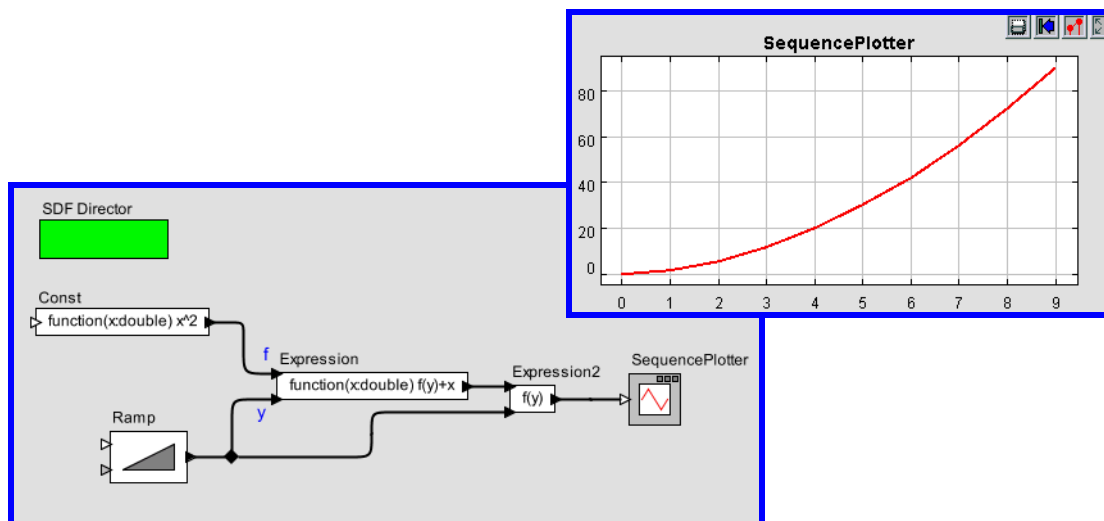 SequencePlotter
80
60
40
20
0
0 1 2 3 4 5 6 7 8 9
SDF Director
Const
function(x:double) x^2
f
Expression
function(x:double) f(y)+x
y
Expression2
f(y)
SequencePlotter
Ramp